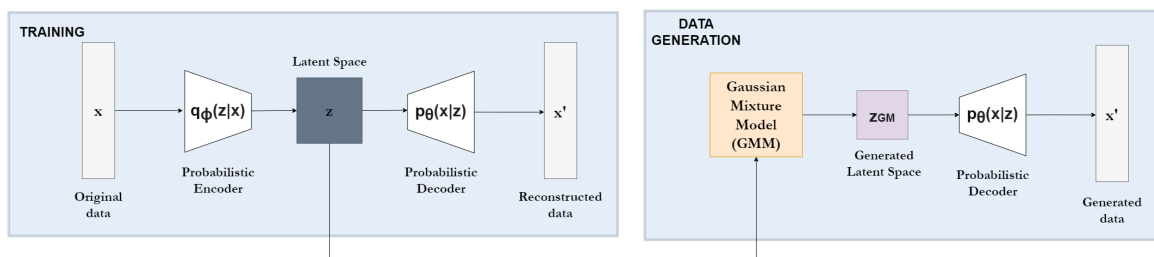 TRAINING
Latent Space
x
qϕ(z|x)
z
pθ(x|z)
x'
Probabilistic
Encoder
Probabilistic
Decoder
Original
data
Reconstructed
data
DATA
GENERATION
Gaussian
Mixture
Model
(GMM)
zGM
pθ(x|z)
x'
Generated
Latent Space
Probabilistic
Decoder
Generated
data